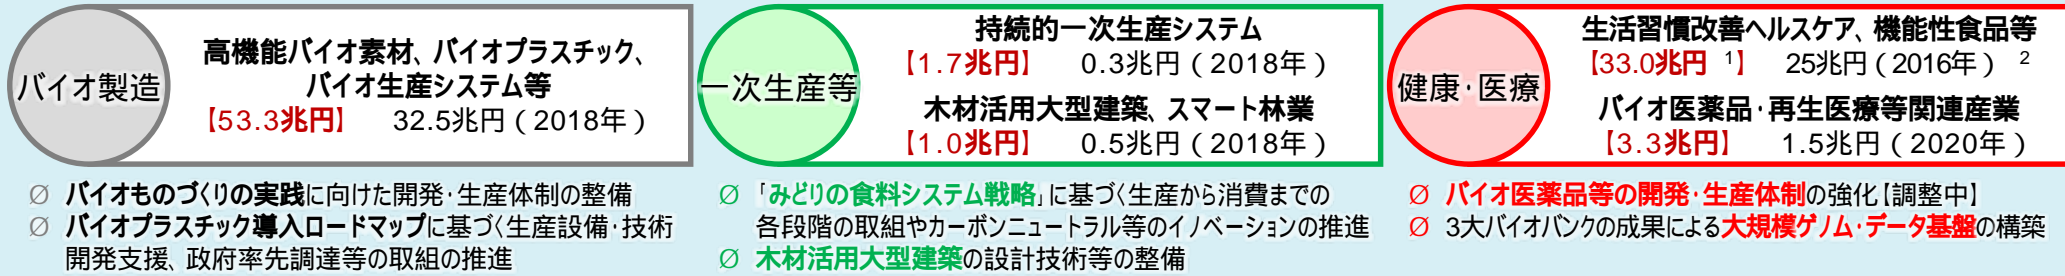 バイオ製造
高機能バイオ素材、バイオプラスチック、
バイオ生産システム等
【53.3兆円】 32.5兆円(2018年)
Ø バイオものづくりの実践に向けた開発・生産体制の整備
Ø バイオプラスチック導入ロードマップに基づく生産設備・技術
開発支援、政府率先調達等の取組の推進
一次生産等
持続的一次生産システム
【1.7兆円】 0.3兆円(2018年)
木材活用大型建築、スマート林業
【1.0兆円】 0.5兆円(2018年)
Ø 「みどりの食料システム戦略」に基づく生産から消費までの
各段階の取組やカーボンニュートラル等のイノベーションの推進
Ø 木材活用大型建築の設計技術等の整備
健康・医療
生活習慣改善ヘルスケア、機能性食品等
【33.0兆円 1】 25兆円(2016年) 2
バイオ医薬品・再生医療等関連産業
【3.3兆円】 1.5兆円(2020年)
Ø バイオ医薬品等の開発・生産体制の強化【調整中】
Ø 3大バイオバンクの成果による大規模ゲノム・データ基盤の構築